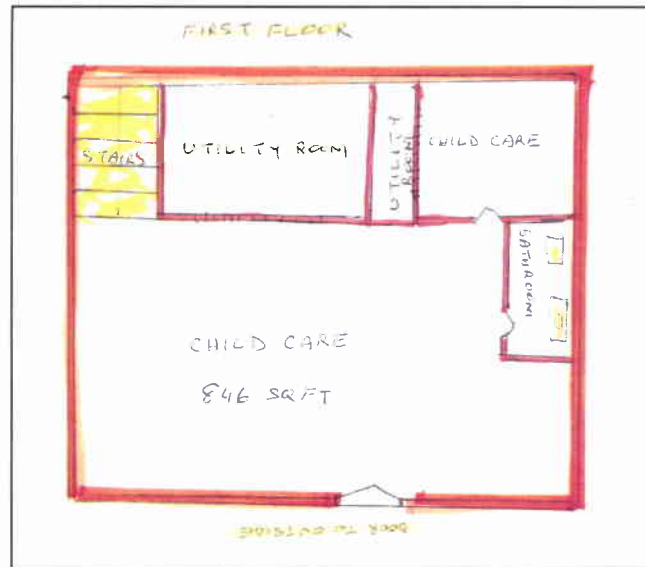 FIRST FLOOR
STAIRS
UTILITY ROOM
UTILITY
ROOM
CHILD CARE
BATHROOM
CHILD CARE
846 SQFT
DOOR TO OUTSIDE